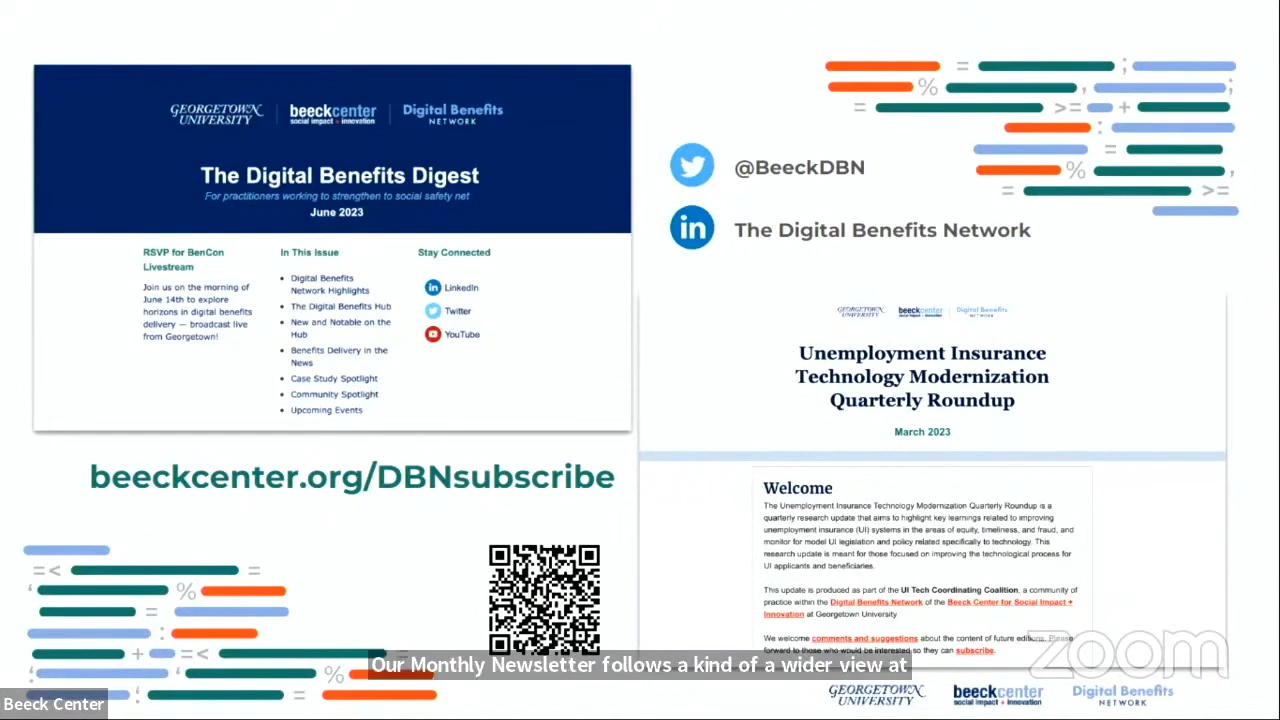 GEORGETOWN
UNIVERSITY
beeckcenter
social impact + innovation
Digital Benefits
NETWORK
The Digital Benefits Digest
For practitioners working to strengthen to social safety net
June 2023
RSVP for BenCon
Livestream
Join us on the morning of
June 14th to explore
horizons in digital benefits
delivery — broadcast live
from Georgetown!
In This Issue
• Digital Benefits
Network Highlights
• The Digital Benefits Hub
• New and Notable on the
Hub
• Benefits Delivery in the
News
• Case Study Spotlight
• Community Spotlight
• Upcoming Events
Stay Connected
LinkedIn
Twitter
YouTube
beeckcenter.org/DBNsubscribe
@BeeckDBN
The Digital Benefits Network
GEORGETOWN
UNIVERSITY
beeckcenter
social impact + innovation
Digital Benefits
NETWORK
Unemployment Insurance
Technology Modernization
Quarterly Roundup
March 2023
Welcome
The Unemployment Insurance Technology Modernization Quarterly Roundup is a
quarterly research update that aims to highlight key learnings related to improving
unemployment insurance (UI) systems in the areas of equity, timeliness, and fraud, and
monitor for model UI legislation and policy related specifically to technology. This
research update is meant for those focused on improving the technological process for
UI applicants and beneficiaries.
This update is produced as part of the UI Tech Coordinating Coalition, a community of
practice within the Digital Benefits Network of the Beeck Center for Social Impact +
Innovation at Georgetown University
We welcome comments and suggestions about the content of future editions. Please
forward to those who would be interested so they can subscribe.
zoom
Our Monthly Newsletter follows a kind of a wider view at
GEORGETOWN
UNIVERSITY
beeckcenter
social impact + innovation
Digital Benefits
NETWORK
Beeck Center